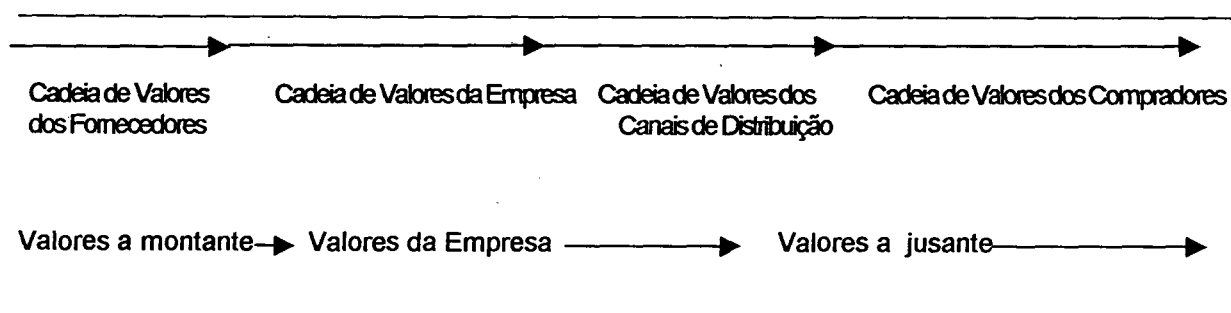 Cadeia de Valores
dos Fornecedores
Cadeia de Valores da Empresa
Cadeia de Valores dos
Canais de Distribuição
Cadeia de Valores dos Compradores
Valores a montante
Valores da Empresa
Valores a jusante